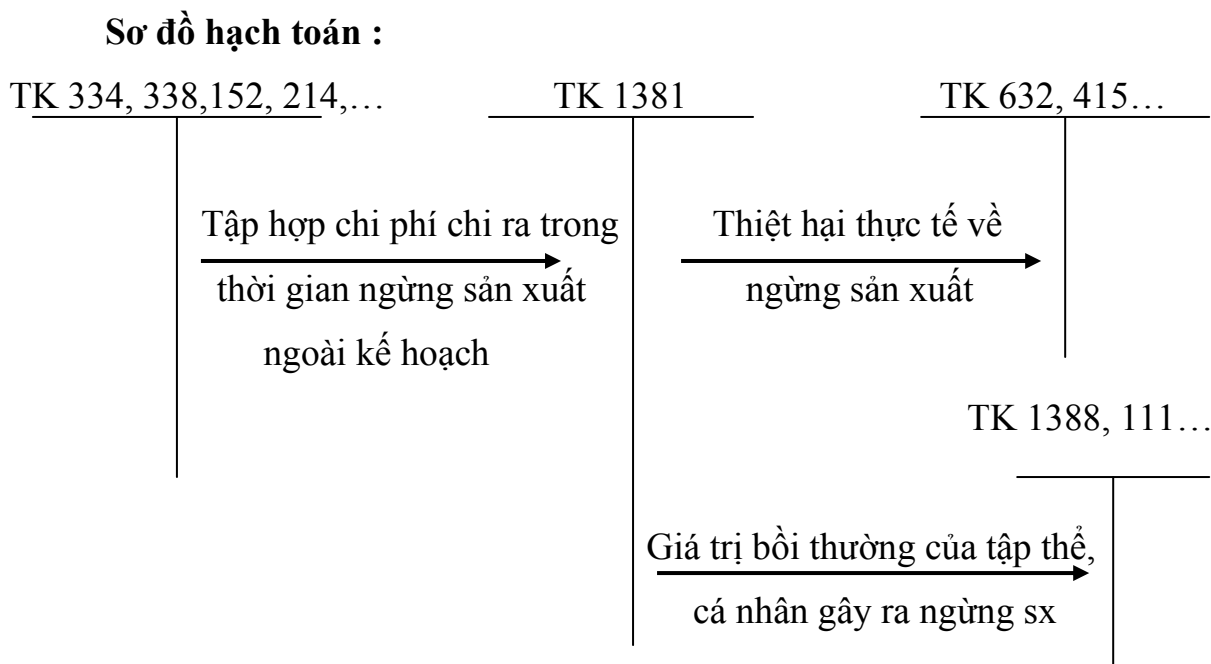 Sơ đồ hạch toán :
TK 334, 338,152, 214,…
TK 1381
TK 632, 415…
Tập hợp chi phí chi ra trong
thời gian ngừng sản xuất
ngoài kế hoạch
Thiệt hại thực tế về
ngừng sản xuất
TK 1388, 111…
Giá trị bồi thường của tập thể,
cá nhân gây ra ngừng sx